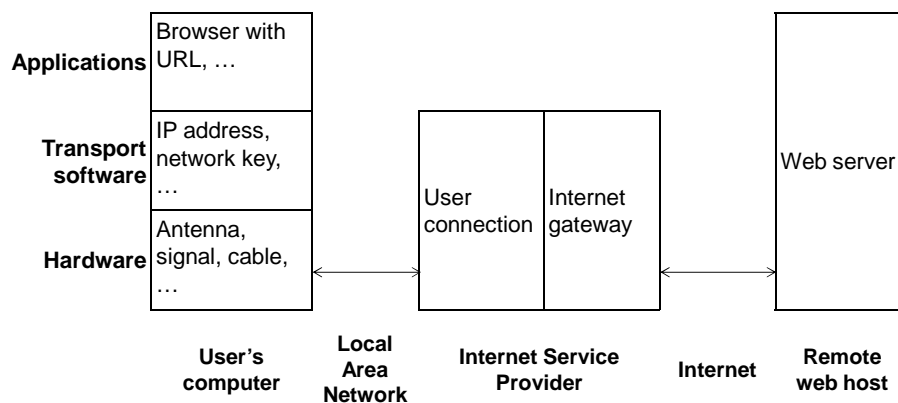 Applications
Browser with
URL, …
Transport
software
IP address,
network key,
…
Hardware
Antenna,
signal, cable,
…
User
connection
Internet
gateway
Web server
User's
computer
Local
Area
Network
Internet Service
Provider
Internet
Remote
web host